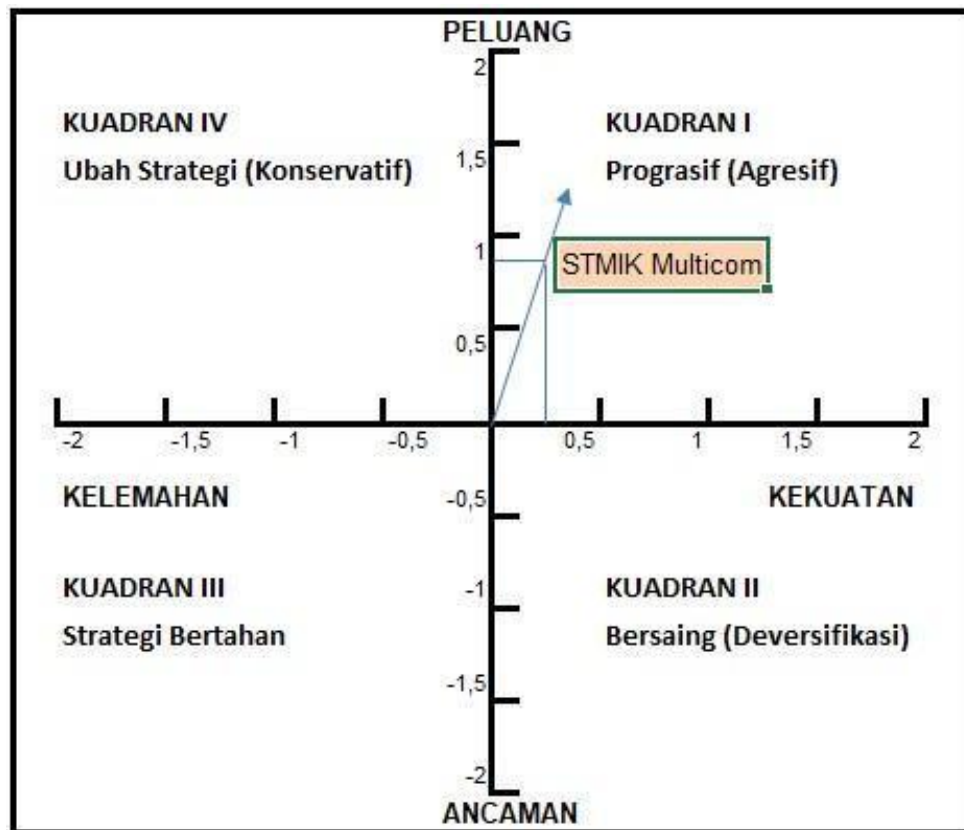 PELUANG
2
KUADRAN IV
Ubah Strategi (Konservatif)
KUADRAN I
Prograsif (Agresif)
1,5
1
STMIK Multicom
0,5
-2
-1,5
-1
-0,5
0,5
1
1,5
2
KELEMAHAN
-0,5
KEKUATAN
KUADRAN III
Strategi Bertahan
-1
KUADRAN II
Bersaing (Deversifikasi)
-1,5
-2
ANCAMAN